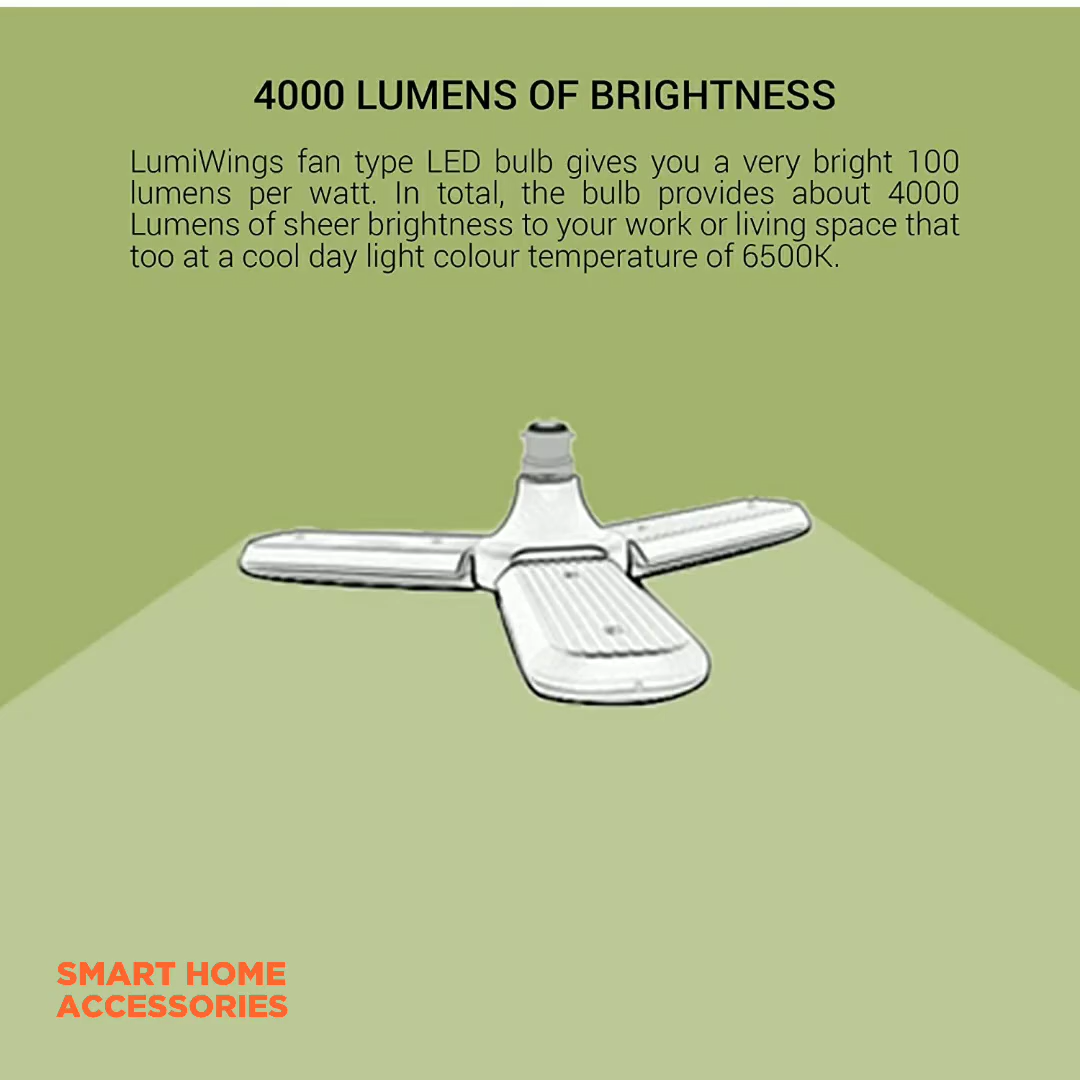 4000 LUMENS OF BRIGHTNESS
LumiWings fan type LED bulb gives you a very bright 100
lumens per watt. In total, the bulb provides about 4000
Lumens of sheer brightness to your work or living space that
too at a cool day light colour temperature of 6500K.
SMART HOME
ACCESSORIES